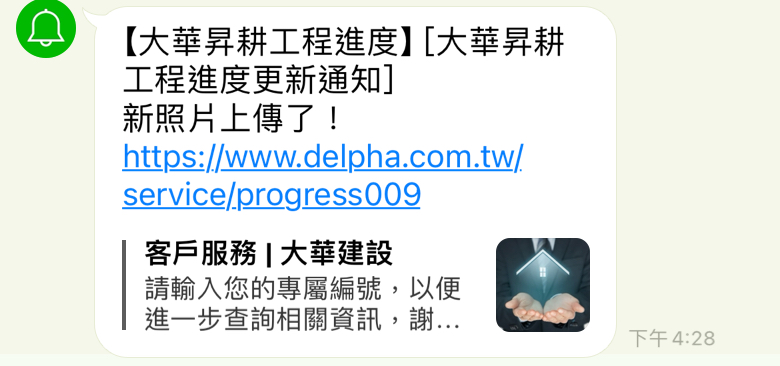 【大華昇耕工程進度】[大華昇耕
工程進度更新通知]
新照片上傳了！
https://www.delpha.com.tw/
service/progress009
客戶服務 | 大華建設
請輸入您的專屬編號，以便
進一步查詢相關資訊，謝...
下午 4:28